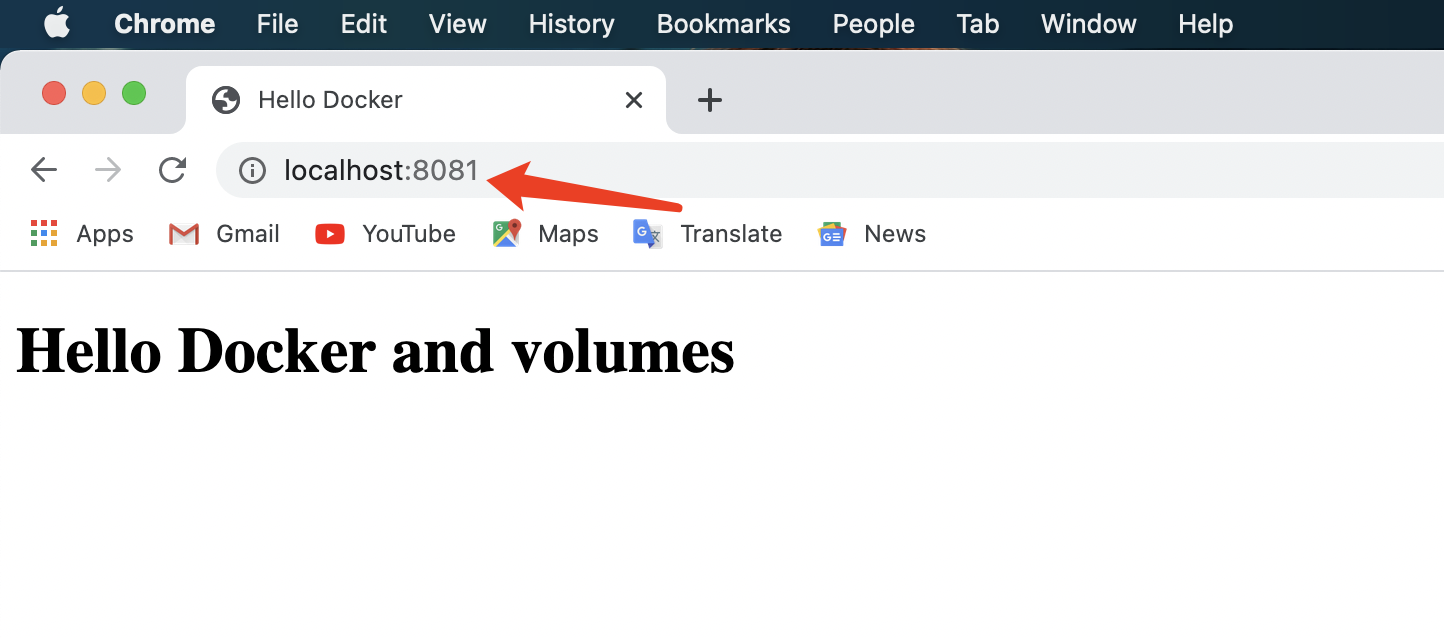 Chrome File Edit View History Bookmarks People Tab Window Help
Hello Docker
localhost:8081
Apps Gmail YouTube Maps Translate News
Hello Docker and volumes